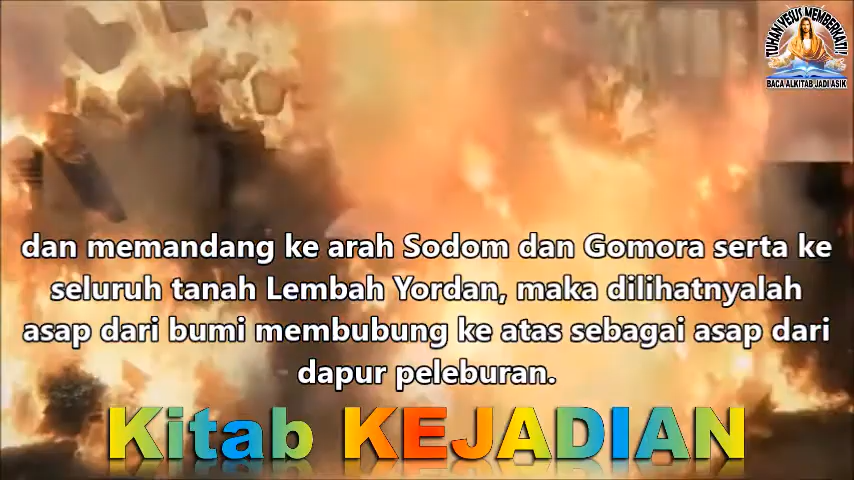 TUHAN YESUS MEMBERKATI!
BACA ALKITAB JADI ASIK
dan memandang ke arah Sodom dan Gomora serta ke
seluruh tanah Lembah Yordan, maka dilihatnyalah
asap dari bumi membubung ke atas sebagai asap dari
dapur peleburan.
Kitab KEJADIAN